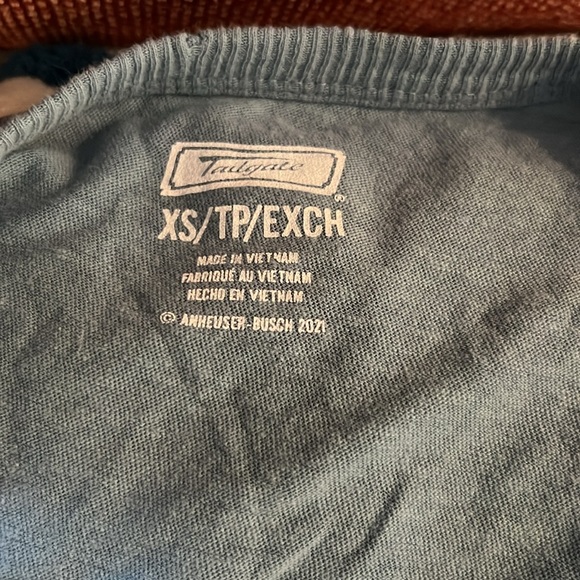 Tailgate
®
XS/TP/EXCH
MADE IN VIETNAM
FABRIQUÉ AU VIETNAM
HECHO EN VIETNAM
© ANHEUSER-BUSCH 2021